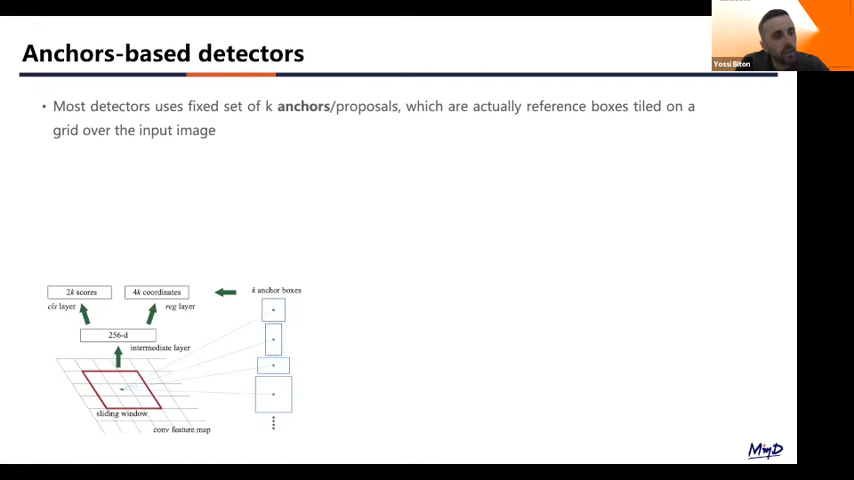 Yossi Biton
Anchors-based detectors
▪ Most detectors uses fixed set of k anchors/proposals, which are actually reference boxes tiled on a
grid over the input image
2k scores
4k coordinates
k anchor boxes
cls layer
reg layer
256-d
intermediate layer
sliding window
conv feature map
MinD